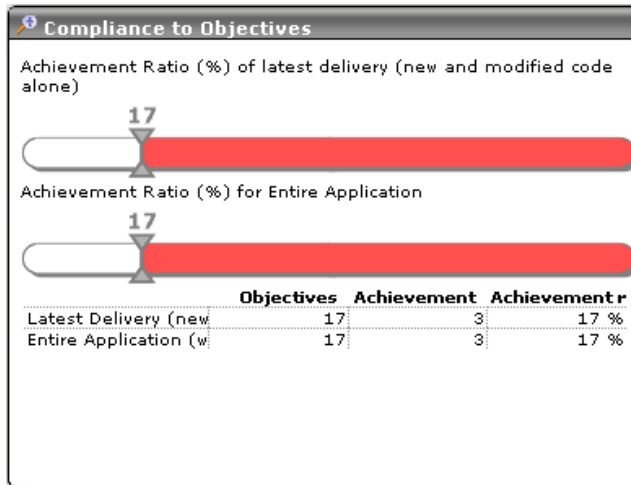 Compliance to Objectives
Achievement Ratio (%) of latest delivery (new and modified code
alone)
17
Achievement Ratio (%) for Entire Application
17
Objectives Achievement Achievement r
Latest Delivery (new 17 3 17 %
Entire Application (w 17 3 17 %